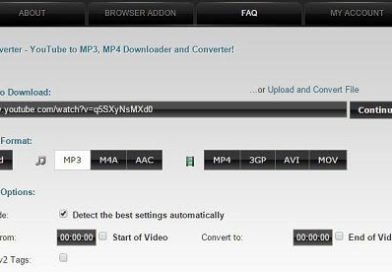 ABOUT BROWSER ADDON FAQ MY ACCOUNT
verter - YouTube to MP3, MP4 Downloader and Converter!
o Download: ...or Upload and Convert File
youtube.com/watch?v=q5SXyNsMXd0 Continu
Format:
d MP3 M4A AAC MP4 3GP AVI MOV
Options:
de: Detect the best settings automatically
rom: 00:00:00 Start of Video Convert to: 00:00:00 End of Vid
v2 Tags: